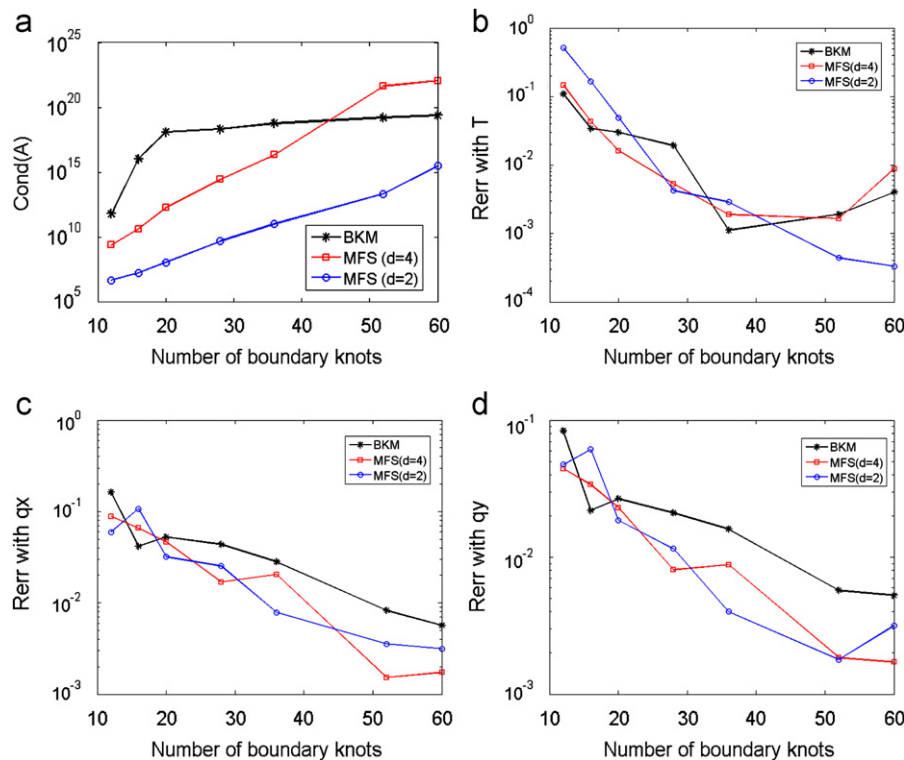 a
10^25
10^20
10^15
10^10
10^5
Cond(A)
BKM
MFS (d=4)
MFS (d=2)
10 20 30 40 50 60
Number of boundary knots
b
10^0
10^-1
10^-2
10^-3
10^-4
Rerr with T
BKM
MFS(d=4)
MFS(d=2)
10 20 30 40 50 60
Number of boundary knots
c
10^0
10^-1
10^-2
10^-3
Rerr with qx
BKM
MFS(d=4)
MFS(d=2)
10 20 30 40 50 60
Number of boundary knots
d
10^-1
10^-2
10^-3
Rerr with qy
BKM
MFS(d=4)
MFS(d=2)
10 20 30 40 50 60
Number of boundary knots